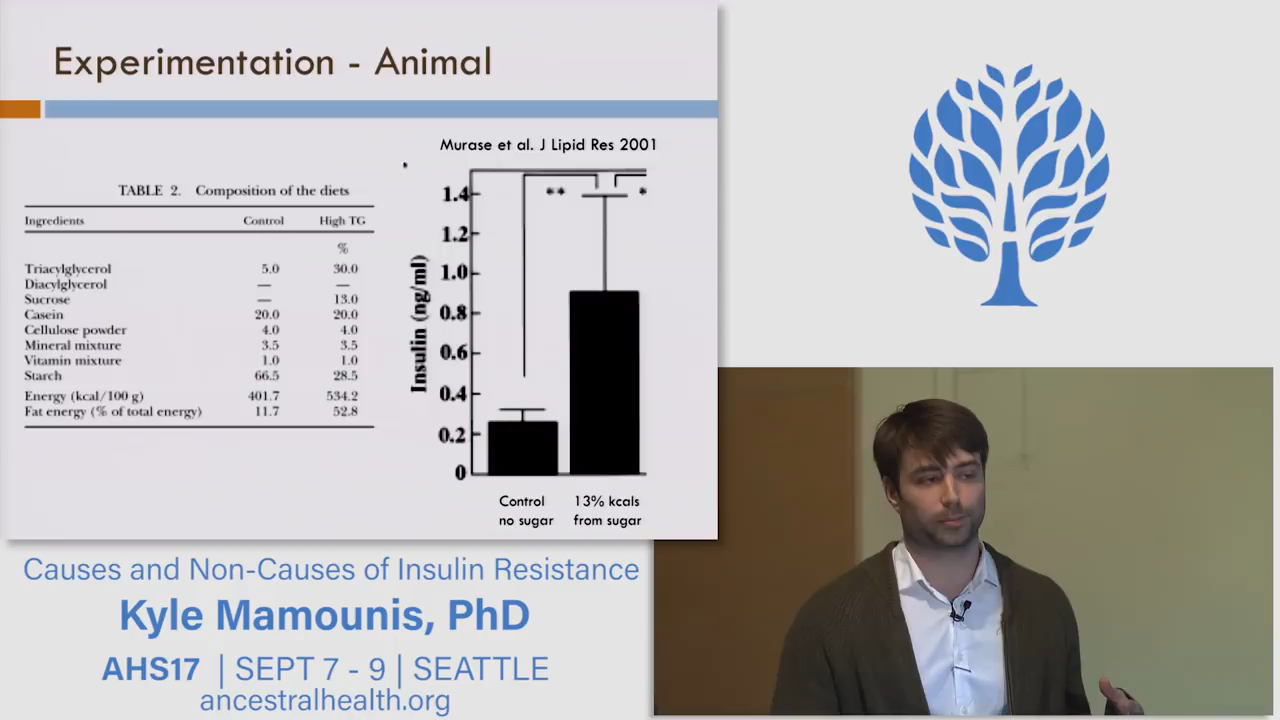 Experimentation - Animal
TABLE 2. Composition of the diets
Ingredients Control High TG
%
Triacylglycerol 5.0 30.0
Diacylglycerol — —
Sucrose — 13.0
Casein 20.0 20.0
Cellulose powder 4.0 4.0
Mineral mixture 3.5 3.5
Vitamin mixture 1.0 1.0
Starch 66.5 28.5
Energy (kcal/100 g) 401.7 534.2
Fat energy (% of total energy) 11.7 52.8
Murase et al. J Lipid Res 2001
Insulin (ng/ml)
1.4
1.2
1.0
0.8
0.6
0.4
0.2
0
** *
Control 13% kcals
no sugar from sugar
Causes and Non-Causes of Insulin Resistance
Kyle Mamounis, PhD
AHS17 | SEPT 7 - 9 | SEATTLE
ancestralhealth.org